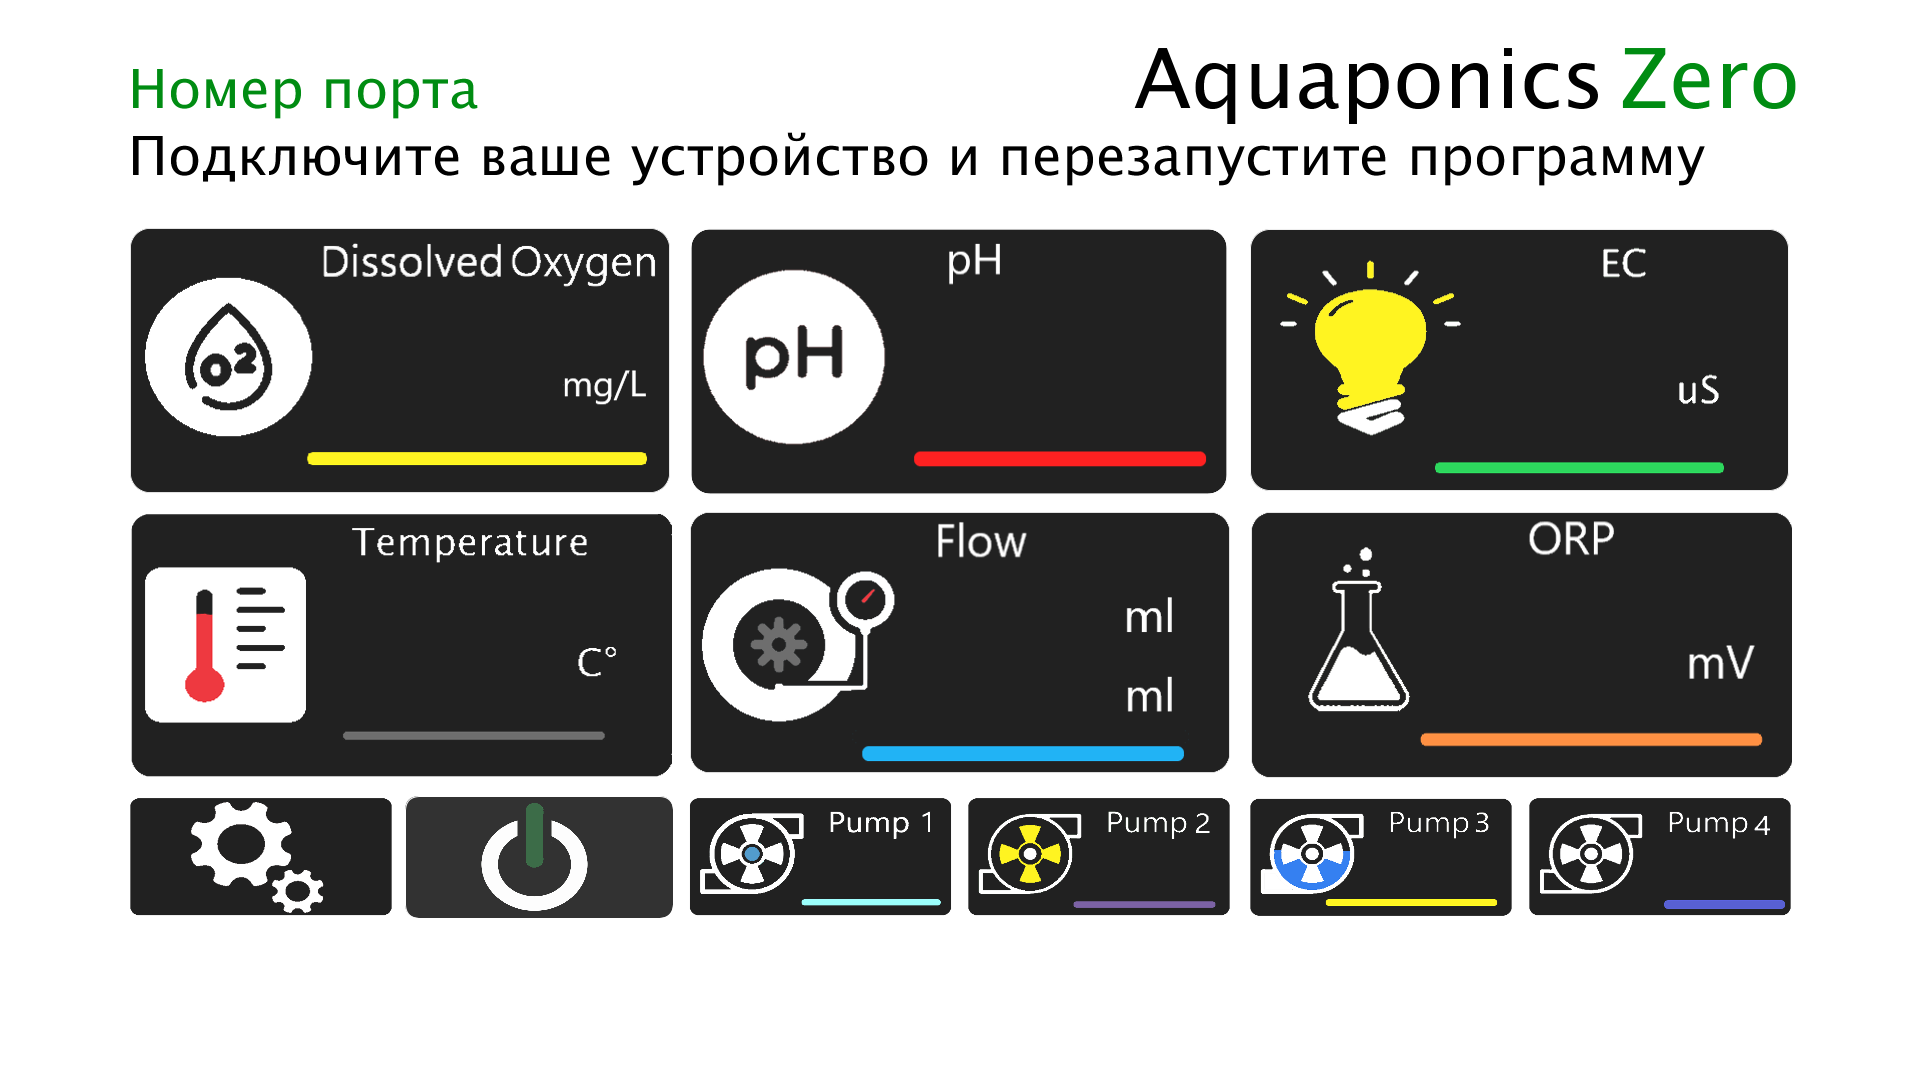 Номер порта
Aquaponics Zero
Подключите ваше устройство и перезапустите программу
Dissolved Oxygen
O2
mg/L
pH
pH
EC
uS
Temperature
C°
Flow
ml
ml
ORP
mV
Pump 1
Pump 2
Pump 3
Pump 4